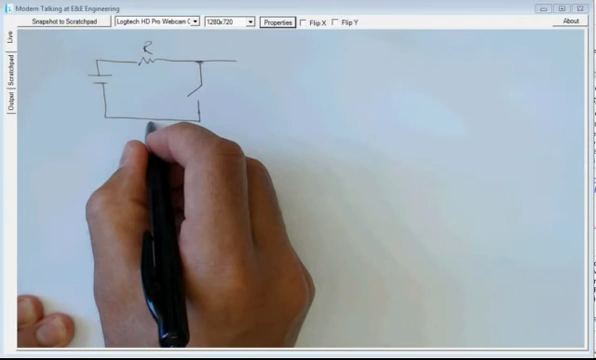 Modern Talking at E&E Engineering
Snapshot to Scratchpad
Logitech HD Pro Webcam C
1280x720
Properties
Flip X
Flip Y
About
Live
Scratchpad
Output
R